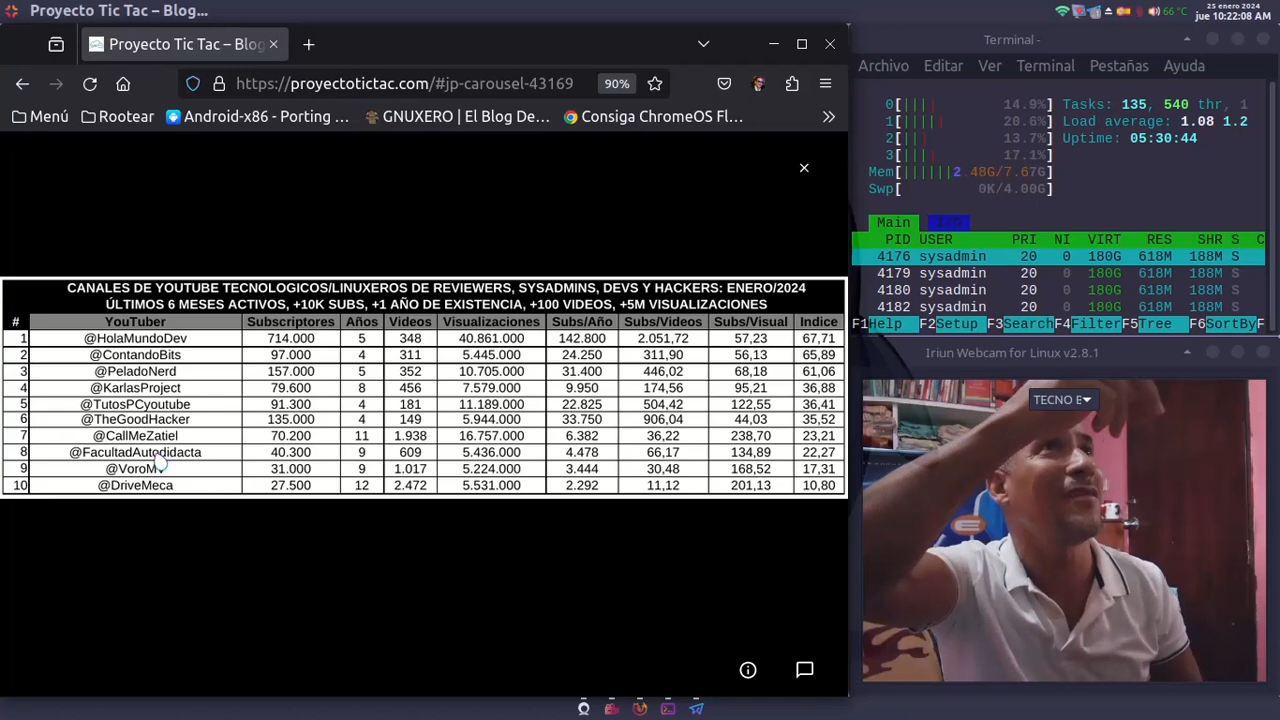 Proyecto Tic Tac – Blog...
25 enero 2024
66 °C
jue 10:22:08 AM
Proyecto Tic Tac – Blog
https://proyectotictac.com/#jp-carousel-43169
90%
Menú
Rootear
Android-x86 - Porting ...
GNUXERO | El Blog De...
Consiga ChromeOS Fl...
CANALES DE YOUTUBE TECNOLOGICOS/LINUXEROS DE REVIEWERS, SYSADMINS, DEVS Y HACKERS: ENERO/2024
ÚLTIMOS 6 MESES ACTIVOS, +10K SUBS, +1 AÑO DE EXISTENCIA, +100 VIDEOS, +5M VISUALIZACIONES
# YouTuber Subscriptores Años Videos Visualizaciones Subs/Año Subs/Videos Subs/Visual Indice
1 @HolaMundoDev 714.000 5 348 40.861.000 142.800 2.051,72 57,23 67,71
2 @ContandoBits 97.000 4 311 5.445.000 24.250 311,90 56,13 65,89
3 @PeladoNerd 157.000 5 352 10.705.000 31.400 446,02 68,18 61,06
4 @KarlasProject 79.600 8 456 7.579.000 9.950 174,56 95,21 36,88
5 @TutosPCyoutube 91.300 4 181 11.189.000 22.825 504,42 122,55 36,41
6 @TheGoodHacker 135.000 4 149 5.944.000 33.750 906,04 44,03 35,52
7 @CallMeZatiel 70.200 11 1.938 16.757.000 6.382 36,22 238,70 23,21
8 @FacultadAutodidacta 40.300 9 609 5.436.000 4.478 66,17 134,89 22,27
9 31.000 9 1.017 5.224.000 3.444 30,48 168,52 17,31
10 @DriveMeca 27.500 12 2.472 5.531.000 2.292 11,12 201,13 10,80
Terminal -
Archivo Editar Ver Terminal Pestañas Ayuda
0[|||| 14.9%] Tasks: 135, 540 thr, 1
1[||||| 20.6%] Load average: 1.08 1.2
2[||| 13.7%] Uptime: 05:30:44
3[|||| 17.1%]
Mem[||||||2.48G/7.67G]
Swp[ 0K/4.00G]
Main I/O
PID USER PRI NI VIRT RES SHR S C
4176 sysadmin 20 0 180G 618M 188M S
4179 sysadmin 20 0 180G 618M 188M S
4180 sysadmin 20 0 180G 618M 188M S
4182 sysadmin 20 0 180G 618M 188M S
F1Help F2Setup F3Search F4Filter F5Tree F6SortBy
Iriun Webcam for Linux v2.8.1
TECNO